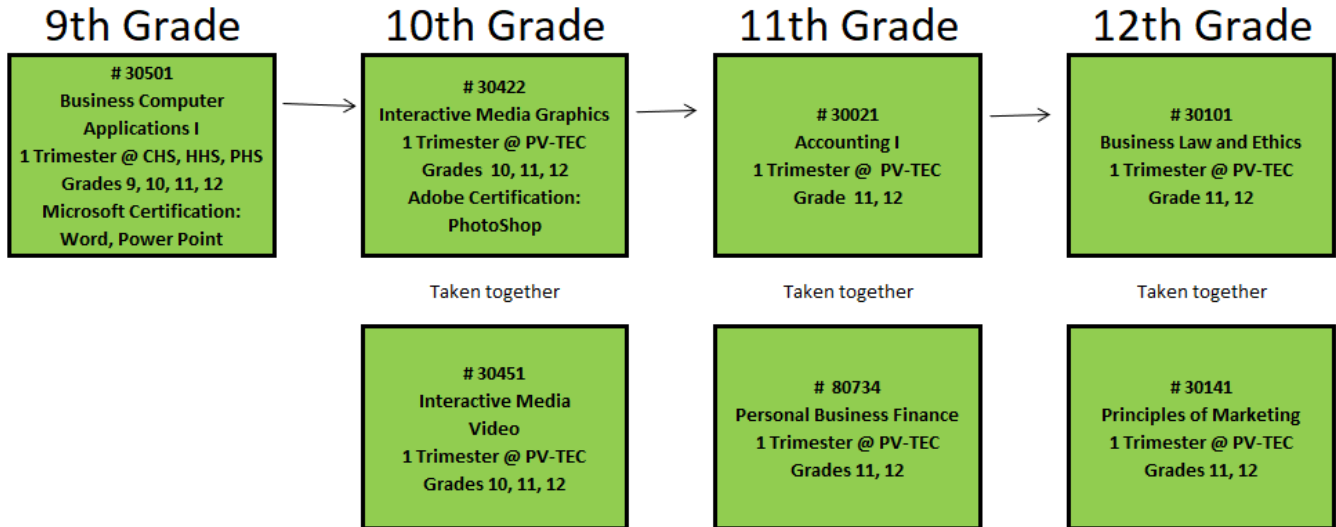 9th Grade
10th Grade
11th Grade
12th Grade
# 30501
Business Computer
Applications I
1 Trimester @ CHS, HHS, PHS
Grades 9, 10, 11, 12
Microsoft Certification:
Word, Power Point
# 30422
Interactive Media Graphics
1 Trimester @ PV-TEC
Grades 10, 11, 12
Adobe Certification:
PhotoShop
# 30021
Accounting I
1 Trimester @ PV-TEC
Grade 11, 12
# 30101
Business Law and Ethics
1 Trimester @ PV-TEC
Grade 11, 12
Taken together
Taken together
Taken together
# 30451
Interactive Media
Video
1 Trimester @ PV-TEC
Grades 10, 11, 12
# 80734
Personal Business Finance
1 Trimester @ PV-TEC
Grades 11, 12
# 30141
Principles of Marketing
1 Trimester @ PV-TEC
Grades 11, 12